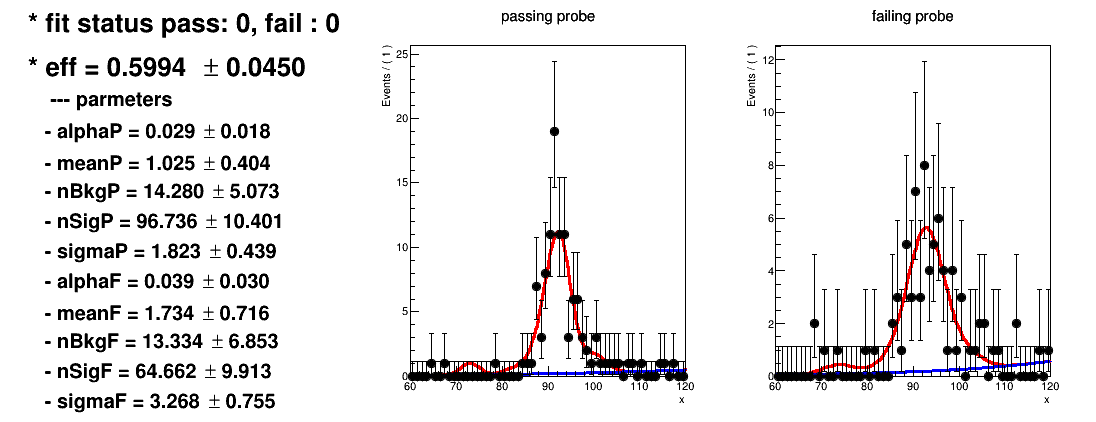 * fit status pass: 0, fail : 0
* eff = 0.5994 ± 0.0450
--- parmeters
- alphaP = 0.029 ± 0.018
- meanP = 1.025 ± 0.404
- nBkgP = 14.280 ± 5.073
- nSigP = 96.736 ± 10.401
- sigmaP = 1.823 ± 0.439
- alphaF = 0.039 ± 0.030
- meanF = 1.734 ± 0.716
- nBkgF = 13.334 ± 6.853
- nSigF = 64.662 ± 9.913
- sigmaF = 3.268 ± 0.755
passing probe
Events / ( 1 )
25
20
15
10
5
0
60 70 80 90 100 110 120
x
failing probe
Events / ( 1 )
12
10
8
6
4
2
0
60 70 80 90 100 110 120
x